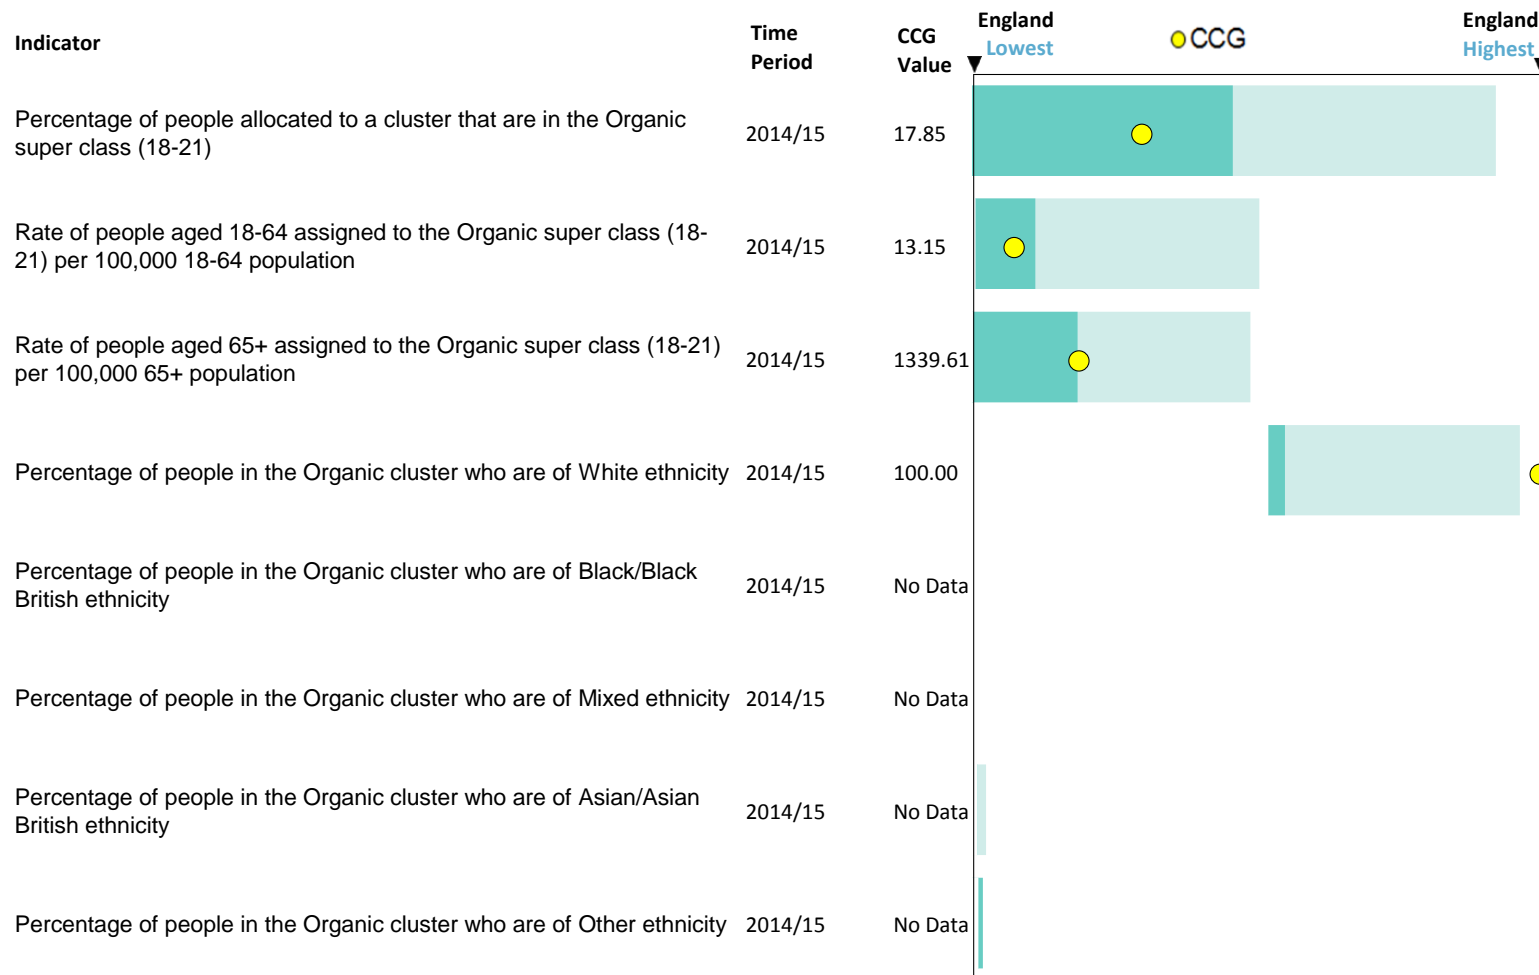 Indicator
Time
Period
CCG
Value
England
Lowest
CCG
England
Highest
Percentage of people allocated to a cluster that are in the Organic
super class (18-21)
2014/15
17.85
Rate of people aged 18-64 assigned to the Organic super class (18-
21) per 100,000 18-64 population
2014/15
13.15
Rate of people aged 65+ assigned to the Organic super class (18-21)
per 100,000 65+ population
2014/15
1339.61
Percentage of people in the Organic cluster who are of White ethnicity
2014/15
100.00
Percentage of people in the Organic cluster who are of Black/Black
British ethnicity
2014/15
No Data
Percentage of people in the Organic cluster who are of Mixed ethnicity
2014/15
No Data
Percentage of people in the Organic cluster who are of Asian/Asian
British ethnicity
2014/15
No Data
Percentage of people in the Organic cluster who are of Other ethnicity
2014/15
No Data